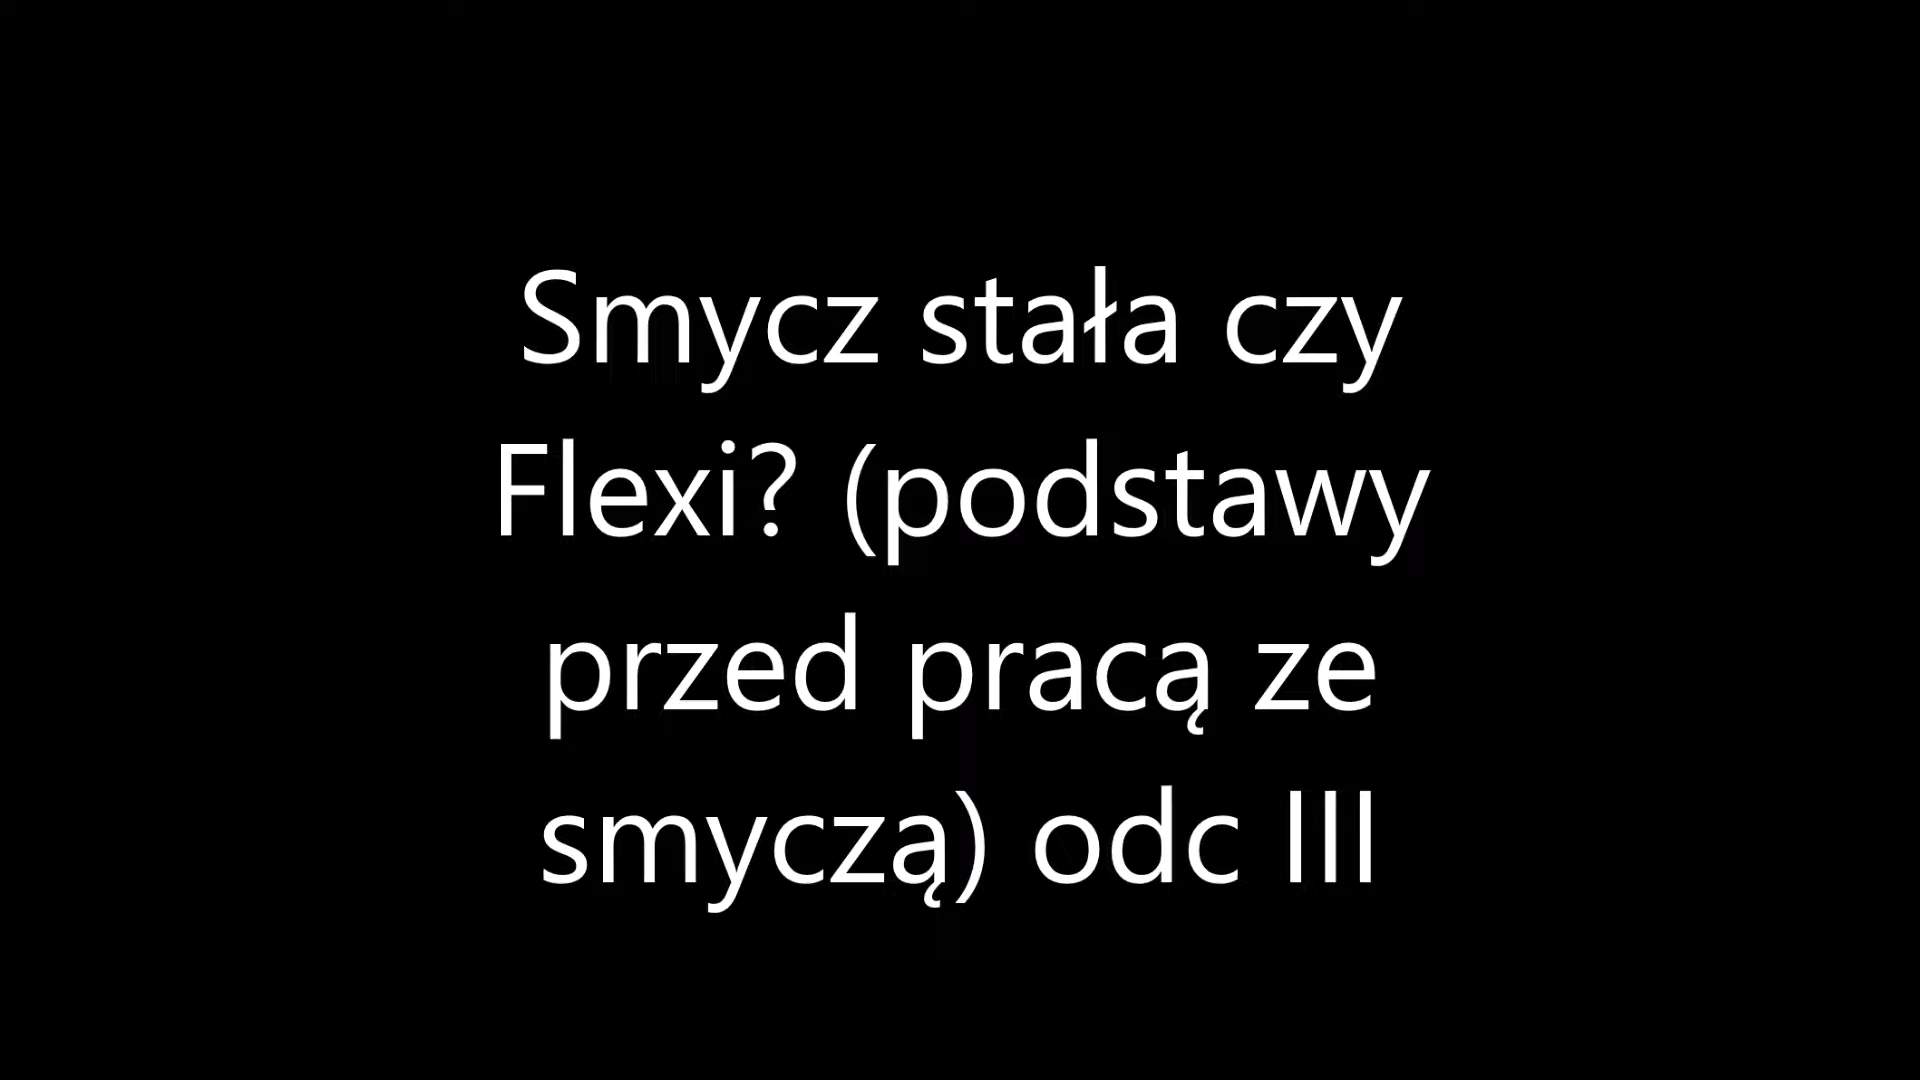 Smycz stała czy
Flexi? (podstawy
przed pracą ze
smyczą) odc III